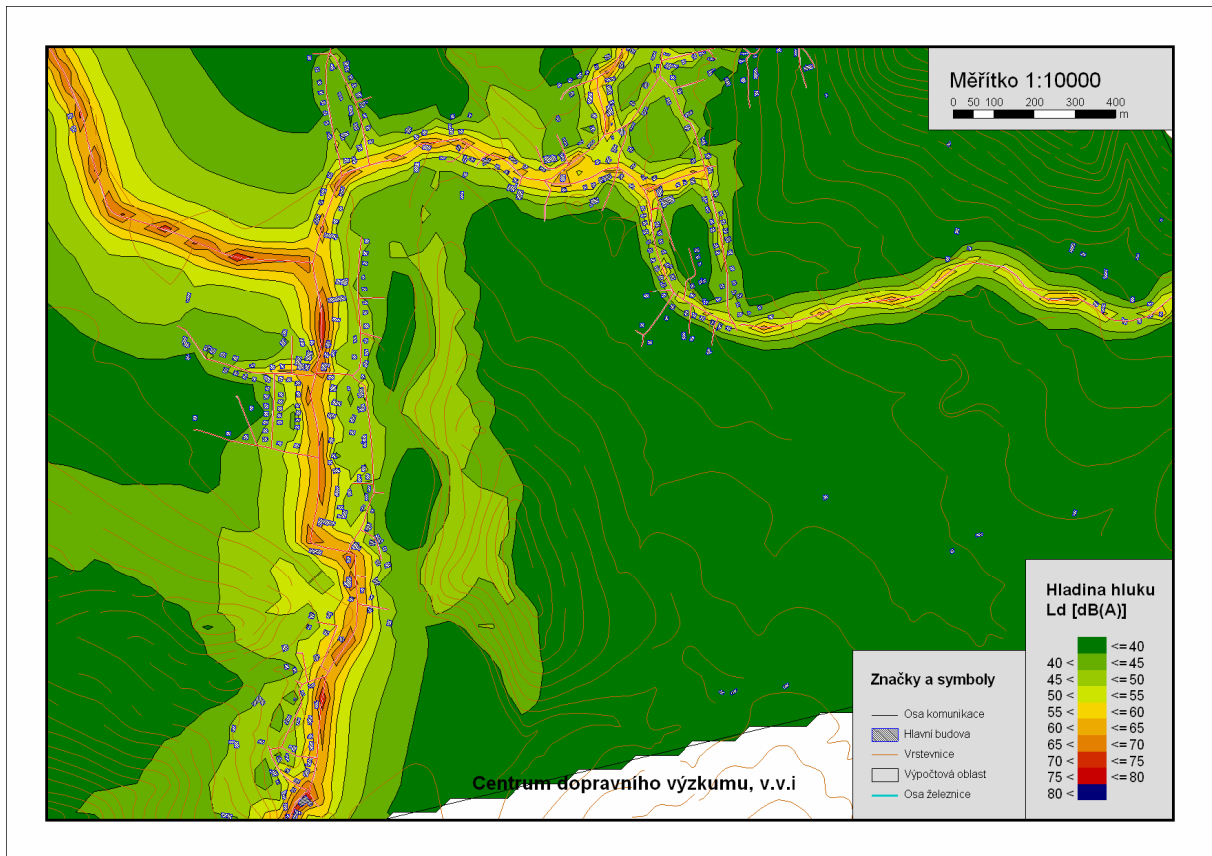 Měřítko 1:10000
0 50 100 200 300 400
m
Hladina hluku
Ld [dB(A)]
<=40
40 < <=45
45 < <=50
50 < <=55
55 < <=60
60 < <=65
65 < <=70
70 < <=75
75 < <=80
80 <
Značky a symboly
Osa komunikace
Hlavní budova
Vrstevnice
Výpočtová oblast
Osa železnice
Centrum dopravního výzkumu, v.v.i